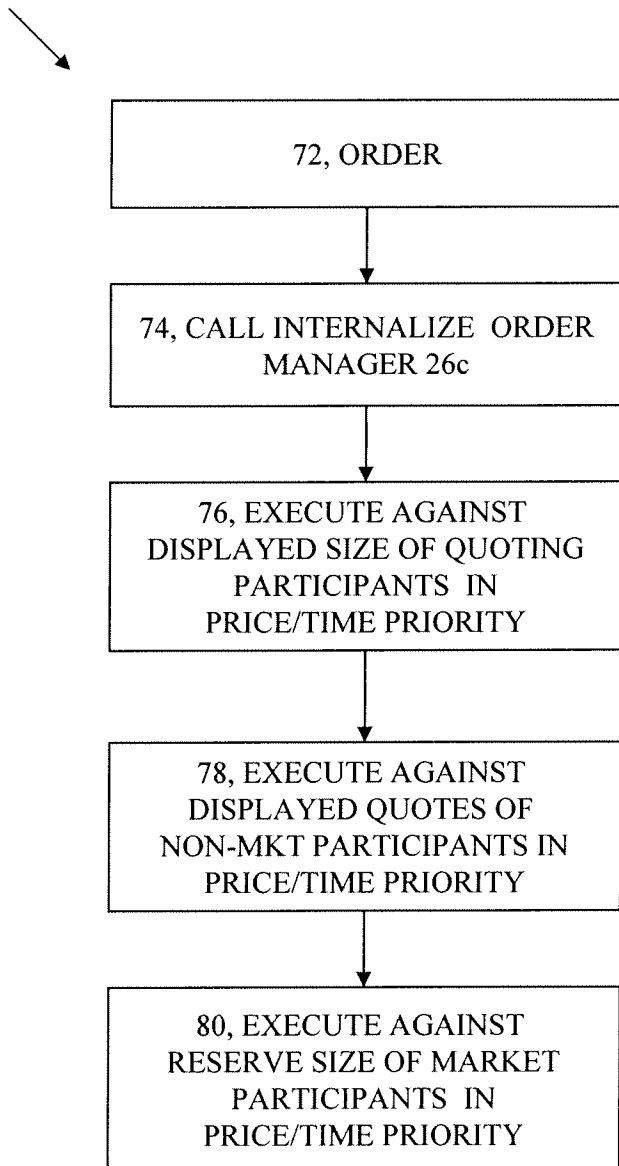 72, ORDER
74, CALL INTERNALIZE ORDER
MANAGER 26c
76, EXECUTE AGAINST
DISPLAYED SIZE OF QUOTING
PARTICIPANTS IN
PRICE/TIME PRIORITY
78, EXECUTE AGAINST
DISPLAYED QUOTES OF
NON-MKT PARTICIPANTS IN
PRICE/TIME PRIORITY
80, EXECUTE AGAINST
RESERVE SIZE OF MARKET
PARTICIPANTS IN
PRICE/TIME PRIORITY